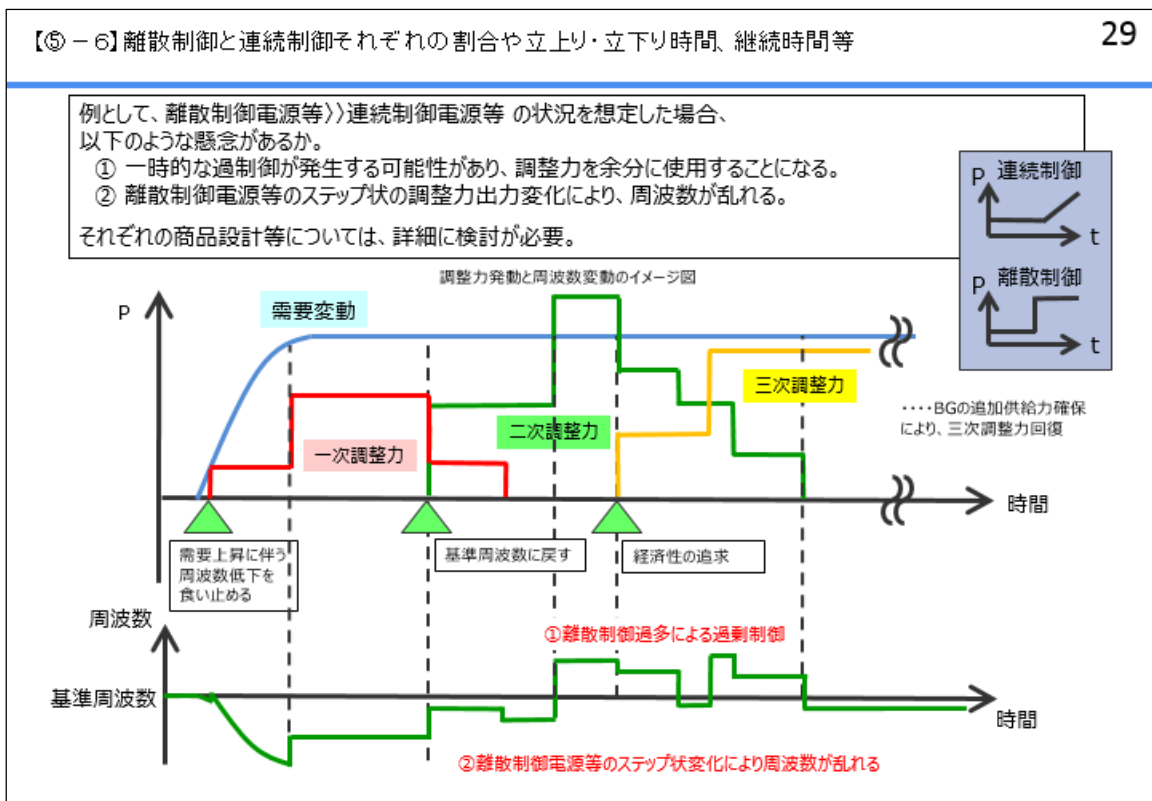 【⑤－６】離散制御と連続制御それぞれの割合や立上り・立下り時間、継続時間等
29
例として、離散制御電源等》連続制御電源等 の状況を想定した場合、
以下のような懸念があるか。
① 一時的な過制御が発生する可能性があり、調整力を余分に使用することになる。
② 離散制御電源等のステップ状の調整力出力変化により、周波数が乱れる。
それぞれの商品設計等については、詳細に検討が必要。
P 連続制御
t
P 離散制御
t
調整力発動と周波数変動のイメージ図
P
需要変動
三次調整力
二次調整力
一次調整力
‥‥BGの追加供給力確保
により、三次調整力回復
時間
需要上昇に伴う
周波数低下を
食い止める
基準周波数に戻す
経済性の追求
周波数
①離散制御過多による過剰制御
基準周波数
時間
②離散制御電源等のステップ状変化により周波数が乱れる